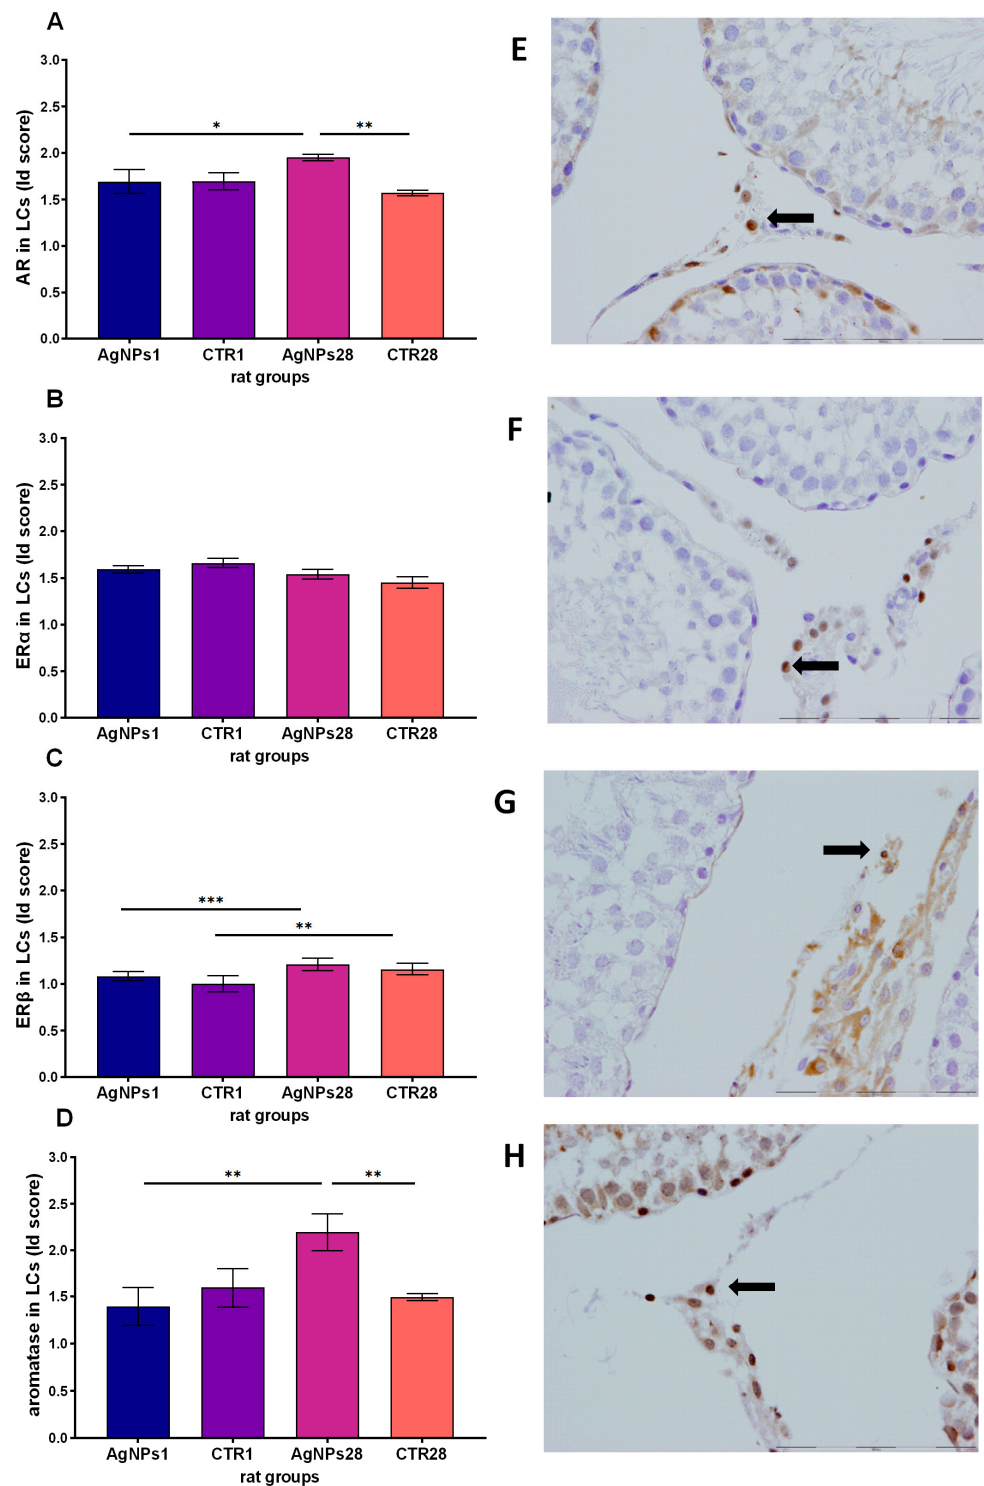 A
AR in LCs (Id score)
3.0
2.5
2.0
1.5
1.0
0.5
0.0
*
**
AgNPs1 CTR1 AgNPs28 CTR28
rat groups
E
B
ERα in LCs (Id score)
3.0
2.5
2.0
1.5
1.0
0.5
0.0
AgNPs1 CTR1 AgNPs28 CTR28
rat groups
F
C
ERβ in LCs (Id score)
3.0
2.5
2.0
1.5
1.0
0.5
0.0
***
**
AgNPs1 CTR1 AgNPs28 CTR28
rat groups
G
D
aromatase in LCs (Id score)
3.0
2.5
2.0
1.5
1.0
0.5
0.0
**
**
AgNPs1 CTR1 AgNPs28 CTR28
rat groups
H